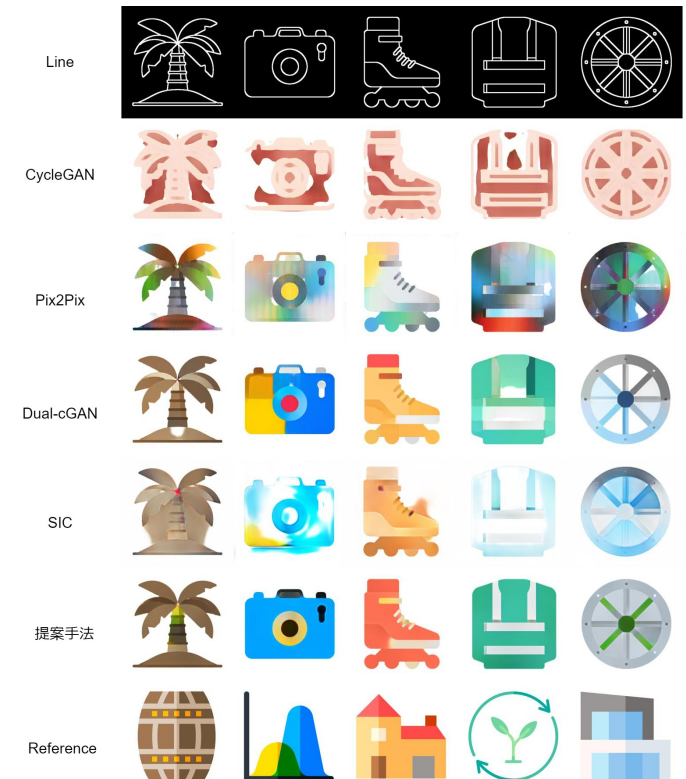 Line
CycleGAN
Pix2Pix
Dual-cGAN
SIC
提案手法
Reference